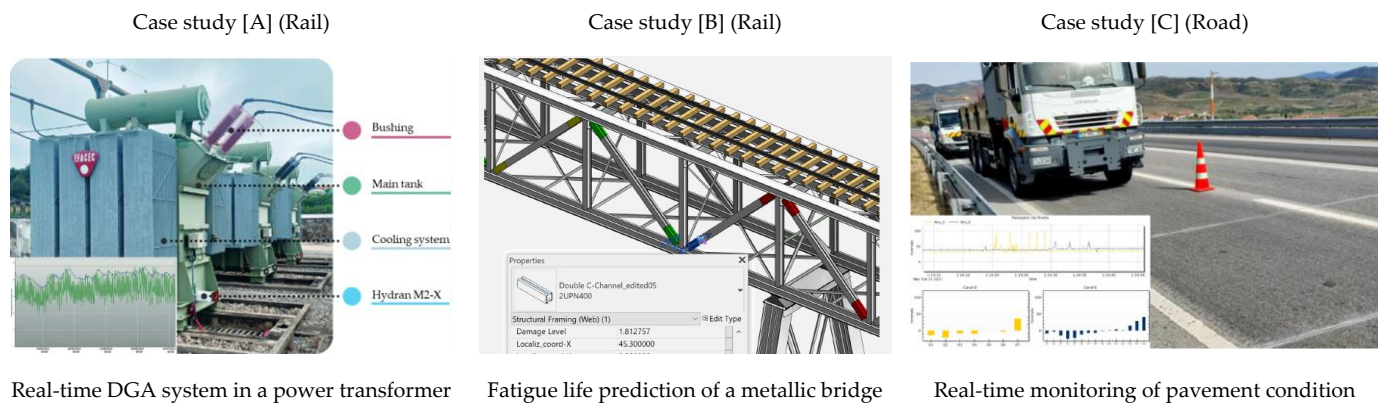 Case study [A] (Rail)
Case study [B] (Rail)
Case study [C] (Road)
EFACEC
Bushing
Main tank
Cooling system
Hydran M2-X
Properties
Double C-Channel_edited05
2UPN400
Structural Framing (Web) (1)
Edit Type
Damage Level 1.812757
Localiz_coord-X 45.300000
Real-time DGA system in a power transformer
Fatigue life prediction of a metallic bridge
Real-time monitoring of pavement condition